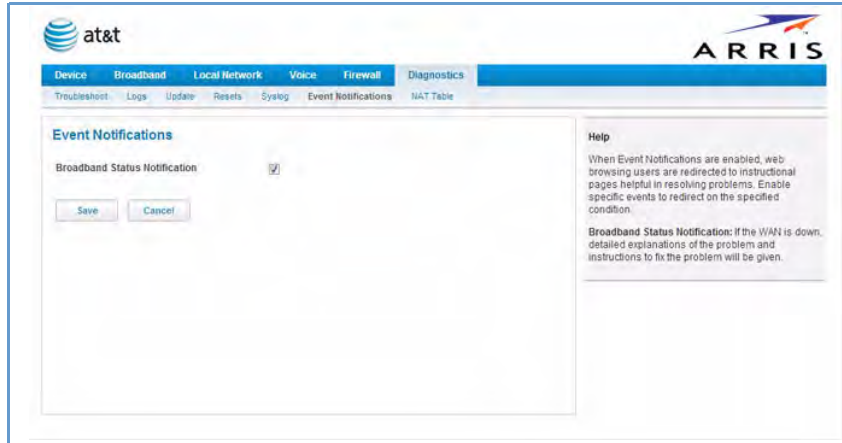 at&t
ARRIS
Device Broadband Local Network Voice Firewall Diagnostics
Troubleshoot Logs Update Resets Syslog Event Notifications NAT Table
Event Notifications
Broadband Status Notification
Save Cancel
Help
When Event Notifications are enabled, web
browsing users are redirected to instructional
pages helpful in resolving problems. Enable
specific events to redirect on the specified
condition.
Broadband Status Notification: If the WAN is down,
detailed explanations of the problem and
instructions to fix the problem will be given.